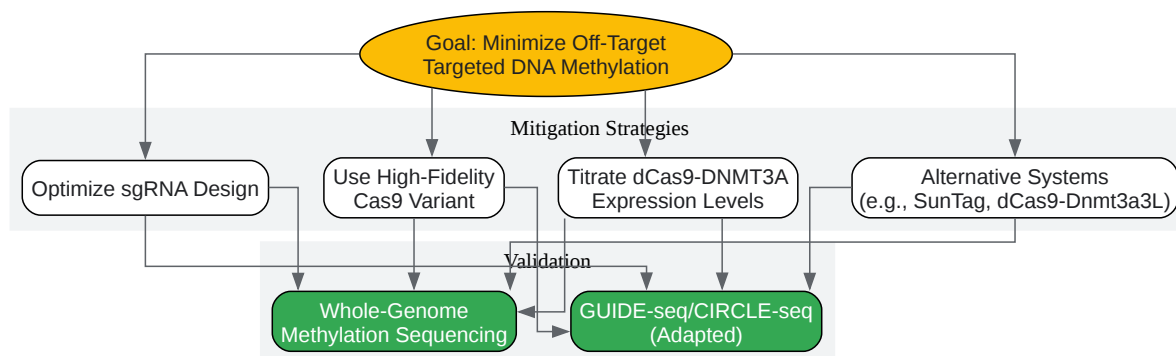 Goal: Minimize Off-Target
Targeted DNA Methylation
Mitigation Strategies
Optimize sgRNA Design
Use High-Fidelity
Cas9 Variant
Titrate dCas9-DNMT3A
Expression Levels
Alternative Systems
(e.g., SunTag, dCas9-Dnmt3a3L)
Validation
Whole-Genome
Methylation Sequencing
GUIDE-seq/CIRCLE-seq
(Adapted)